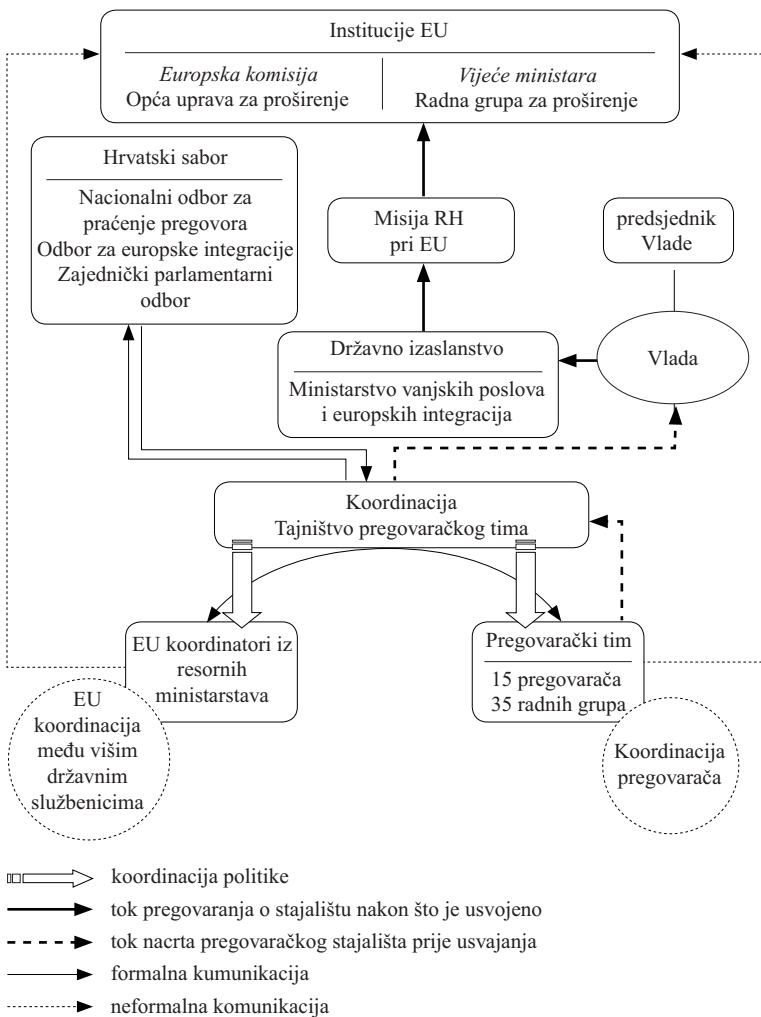 Institucije EU
Europska komisija
Opća uprava za proširenje
Vijeće ministara
Radna grupa za proširenje
Hrvatski sabor
Nacionalni odbor za
praćenje pregovora
Odbor za europske integracije
Zajednički parlamentarni
odbor
Misija RH
pri EU
predsjednik
Vlade
Državno izaslanstvo
Ministarstvo vanjskih poslova
i europskih integracija
Vlada
Koordinacija
Tajništvo pregovaračkog tima
EU koordinatori iz
resornih
ministarstava
Pregovarački tim
15 pregovarača
35 radnih grupa
EU
koordinacija
među višim
državnim
službenicima
Koordinacija
pregovarača
koordinacija politike
tok pregovaranja o stajalištu nakon što je usvojeno
tok nacrta pregovaračkog stajališta prije usvajanja
formalna kumunikacija
neformalna komunikacija